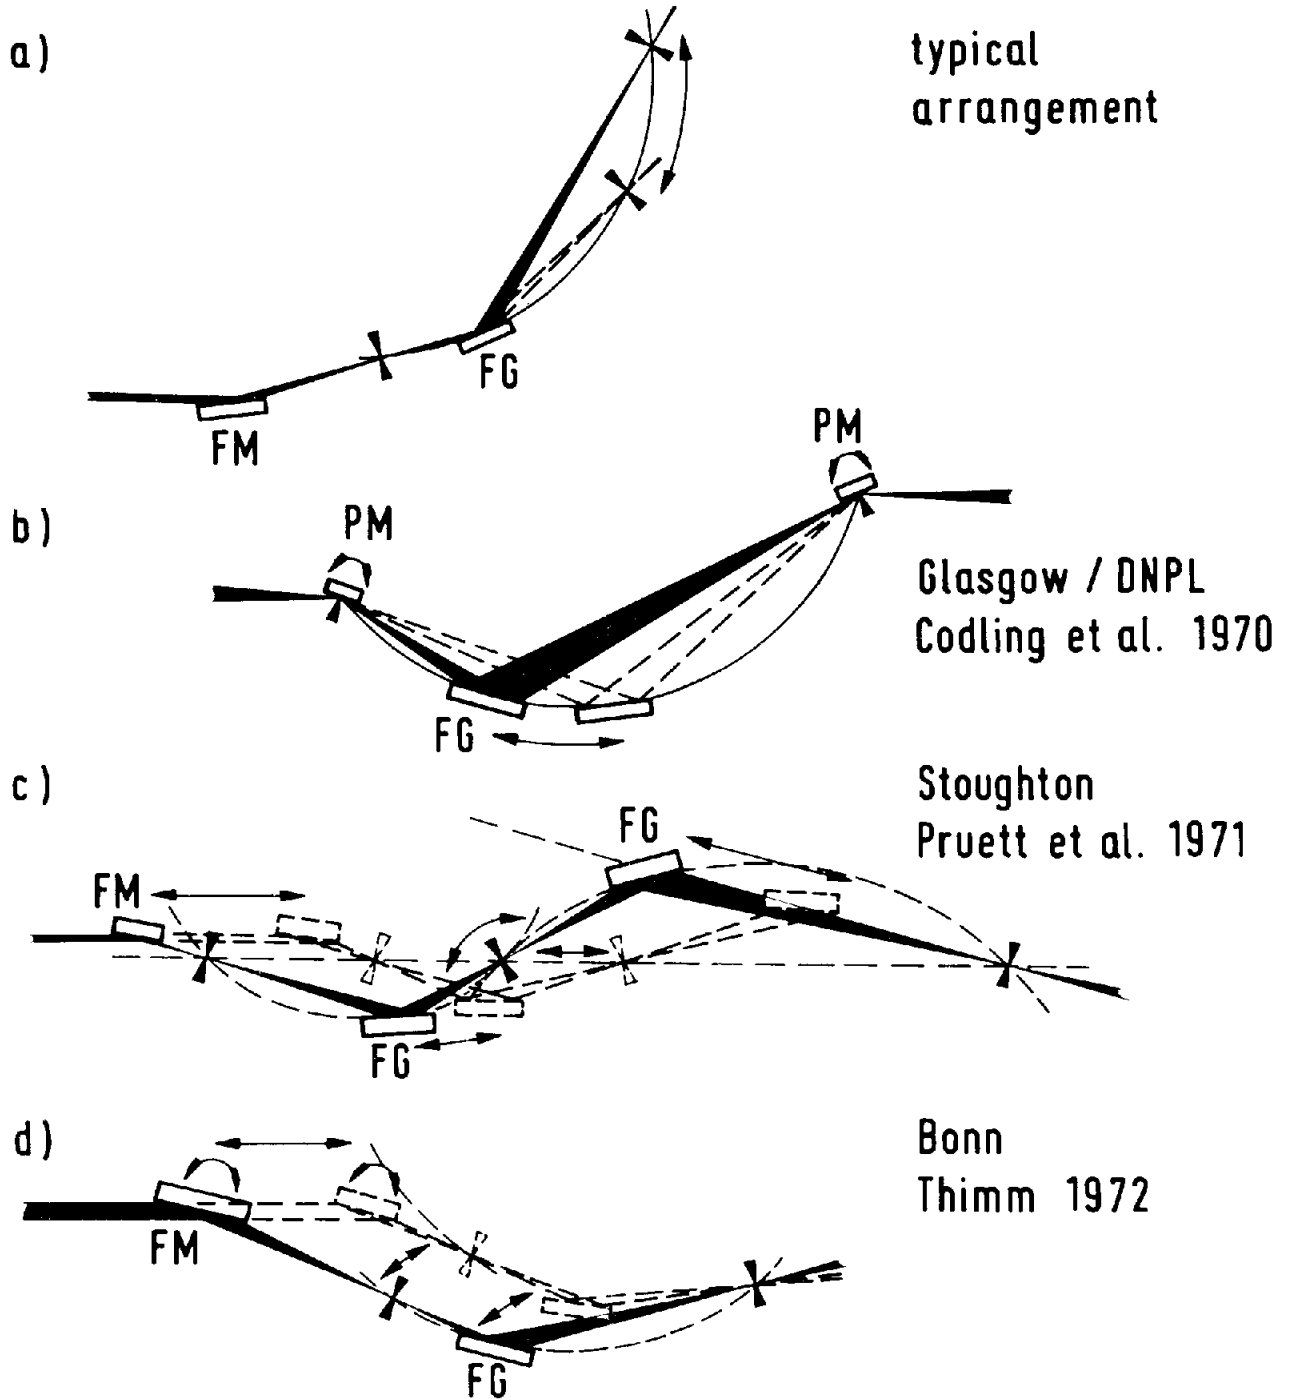 a)
typical
arrangement
FG
FM
PM
b)
PM
Glasgow / DNPL
Codling et al. 1970
FG
c)
Stoughton
Pruett et al. 1971
FG
FM
FG
d)
Bonn
Thimm 1972
FM
FG